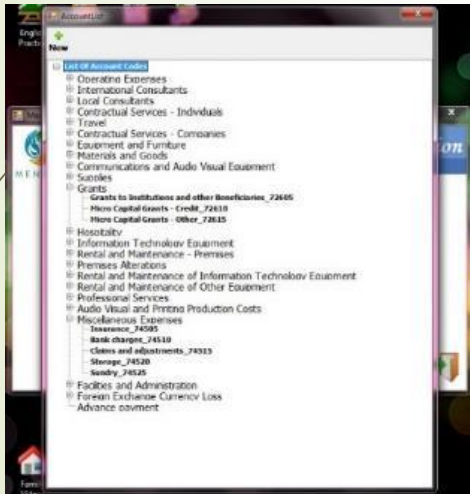 AccountList
New
List Of Account Codes
Operating Expenses
International Consultants
Local Consultants
Contractual Services - Individuals
Travel
Contractual Services - Companies
Equipment and Furniture
Materials and Goods
Communications and Audio Visual Equipment
Supplies
Grants
Grants to Institutions and other Beneficiaries_72605
Micro Capital Grants - Credit_72610
Micro Capital Grants - Other_72615
Hospitality
Information Technology Equipment
Rental and Maintenance - Premises
Premises Alterations
Rental and Maintenance of Information Technology Equipment
Rental and Maintenance of Other Equipment
Professional Services
Audio Visual and Printing Production Costs
Miscellaneous Expenses
Insurance_74505
Bank charges_74510
Claims and adjustments_74515
Storage_74520
Sundry_74525
Facilities and Administration
Foreign Exchange Currency Loss
Advance payment